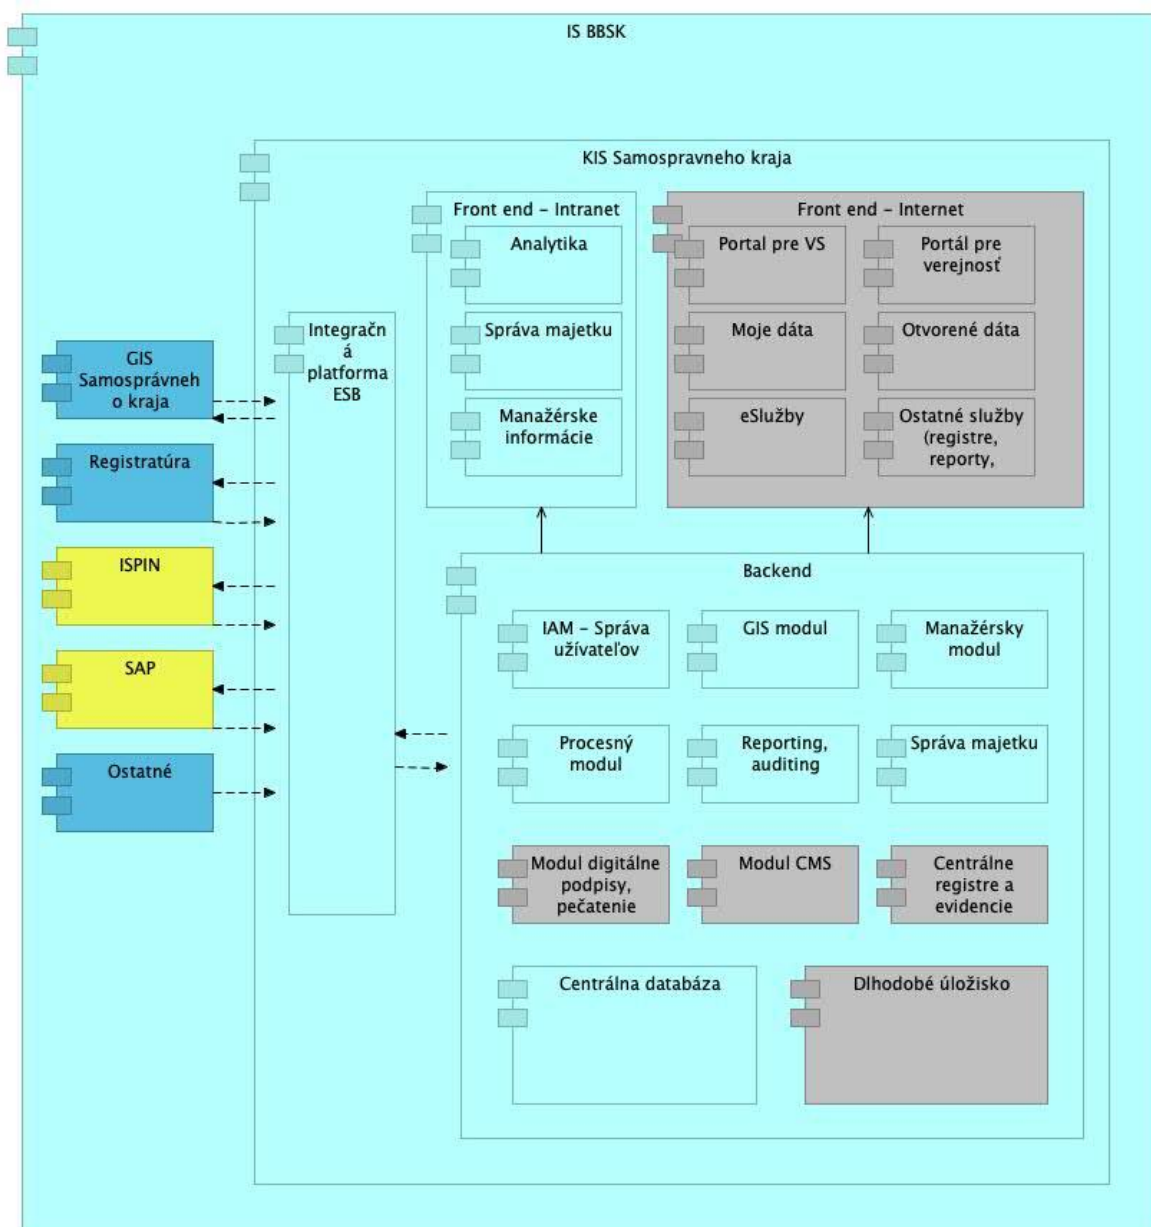 IS BBSK
KIS Samospravneho kraja
Front end – Intranet
Analytika
Správa majetku
Manažérske
informácie
Front end – Internet
Portal pre VS
Portál pre
verejnosť
Moje dáta
Otvorené dáta
eSlužby
Ostatné služby
(registre,
reporty,
Integračn
á
platforma
ESB
GIS
Samosprávneh
o kraja
Registratúra
ISPIN
SAP
Ostatné
Backend
IAM – Správa
užívateľov
GIS modul
Manažérsky
modul
Procesný
modul
Reporting,
auditing
Správa majetku
Modul digitálne
podpisy,
pečatenie
Modul CMS
Centrálne
registre a
evidencie
Centrálna databáza
Dlhodobé úložisko